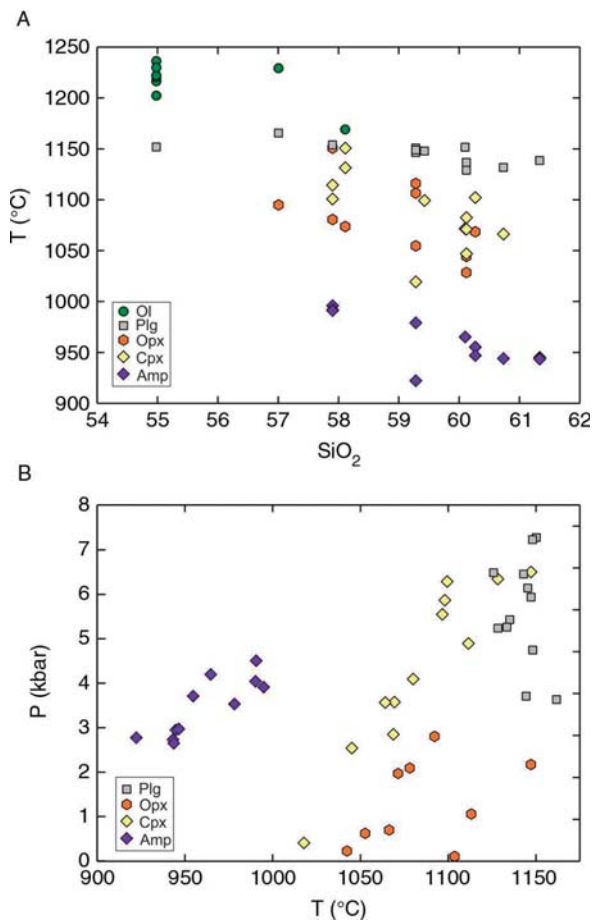 A
1250
1200
1150
1100
1050
1000
950
900
T (°C)
Ol
Plg
Opx
Cpx
Amp
54 55 56 57 58 59 60 61 62
SiO2
B
8
7
6
5
4
3
2
1
0
P (kbar)
Plg
Opx
Cpx
Amp
900 950 1000 1050 1100 1150
T (°C)